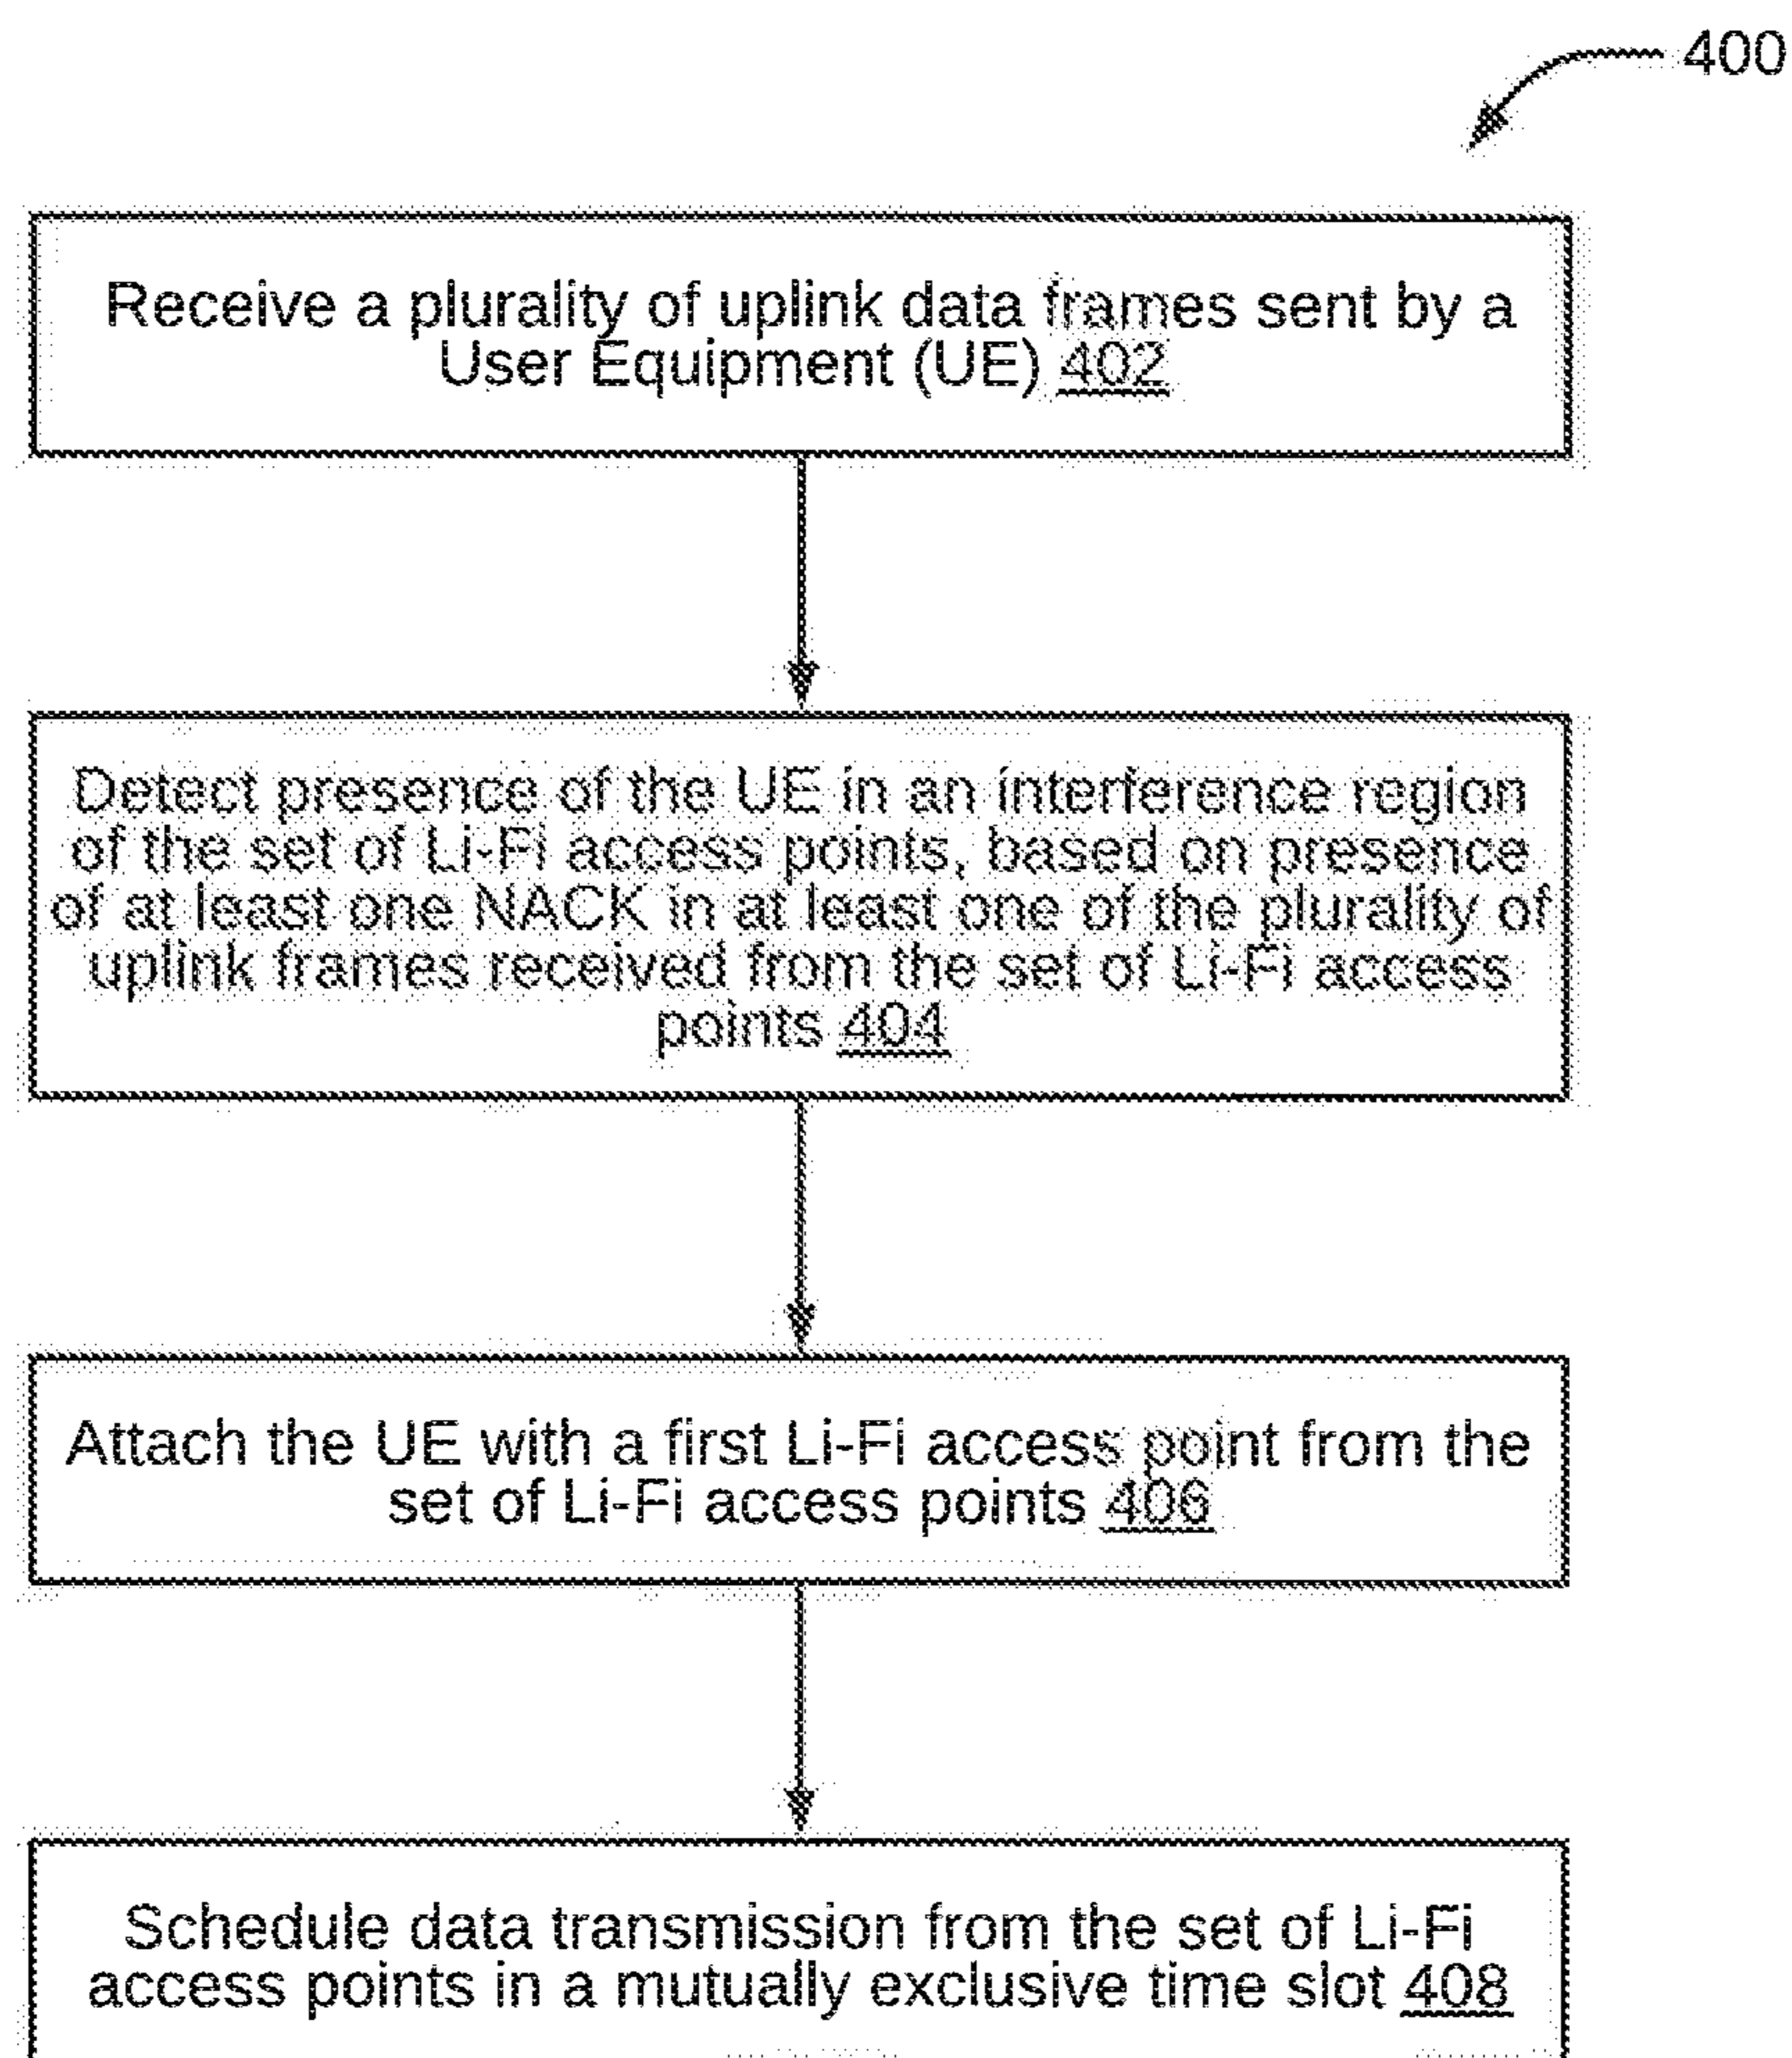 400
Receive a plurality of uplink data frames sent by a
User Equipment (UE) 402
Detect presence of the UE in an interference region
of the set of Li-Fi access points, based on presence
of at least one NACK in at least one of the plurality of
uplink frames received from the set of Li-Fi access
points 404
Attach the UE with a first Li-Fi access point from the
set of Li-Fi access points 406
Schedule data transmission from the set of Li-Fi
access points in a mutually exclusive time slot 408